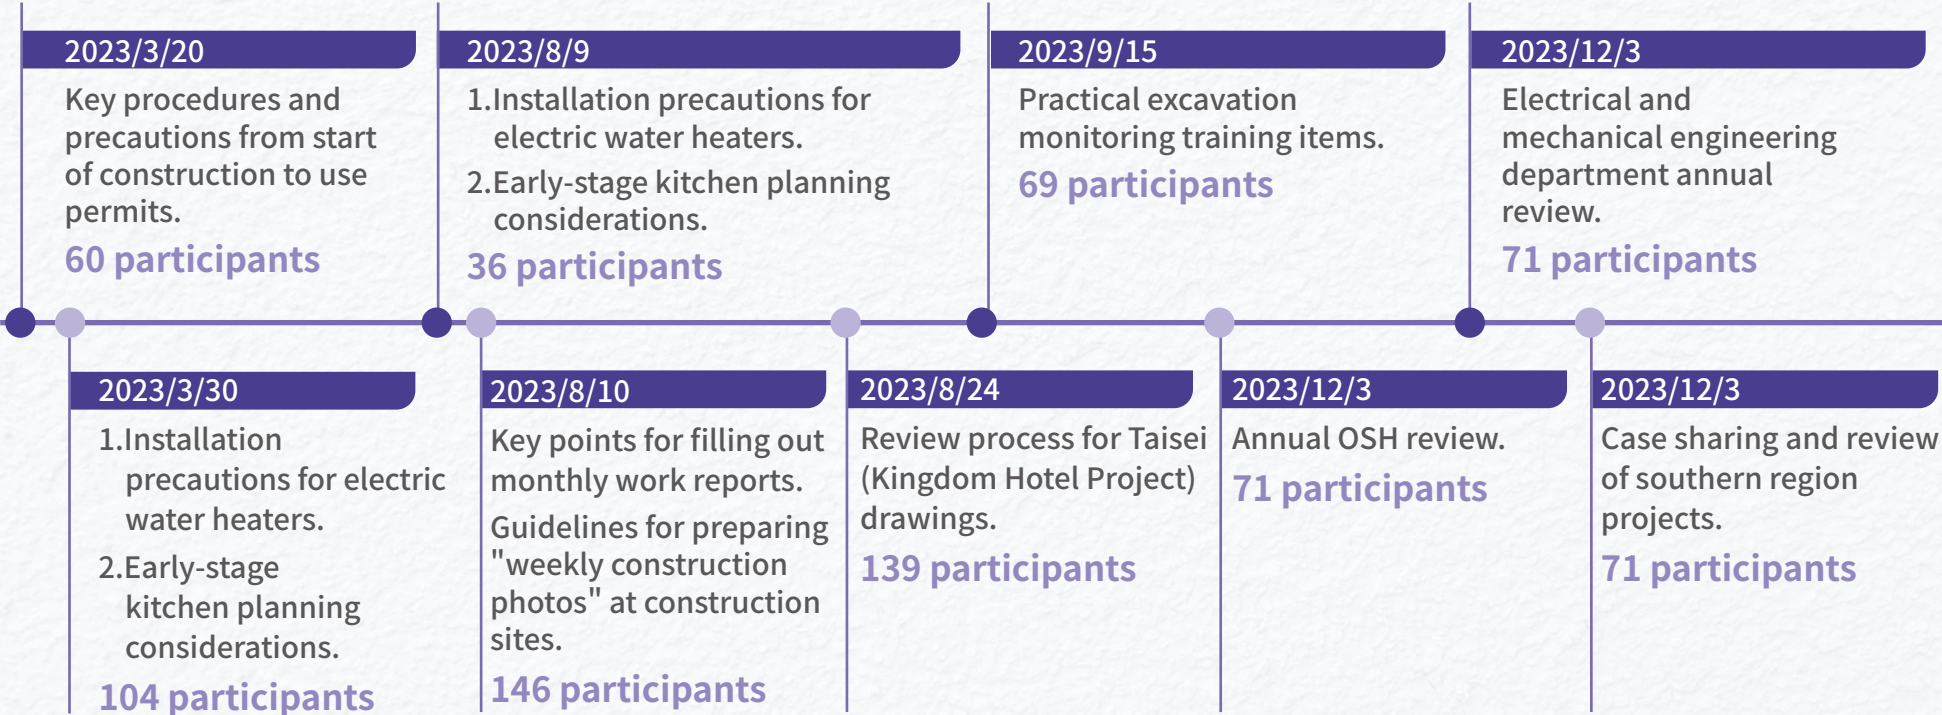 2023/3/20
Key procedures and
precautions from start
of construction to use
permits.
60 participants
2023/8/9
1.Installation precautions for
electric water heaters.
2.Early-stage kitchen planning
considerations.
36 participants
2023/9/15
Practical excavation
monitoring training items.
69 participants
2023/12/3
Electrical and
mechanical engineering
department annual
review.
71 participants
2023/3/30
1.Installation
precautions for electric
water heaters.
2.Early-stage
kitchen planning
considerations.
104 participants
2023/8/10
Key points for filling out
monthly work reports.
Guidelines for preparing
"weekly construction
photos" at construction
sites.
146 participants
2023/8/24
Review process for Taisei
(Kingdom Hotel Project)
drawings.
139 participants
2023/12/3
Annual OSH review.
71 participants
2023/12/3
Case sharing and review
of southern region
projects.
71 participants